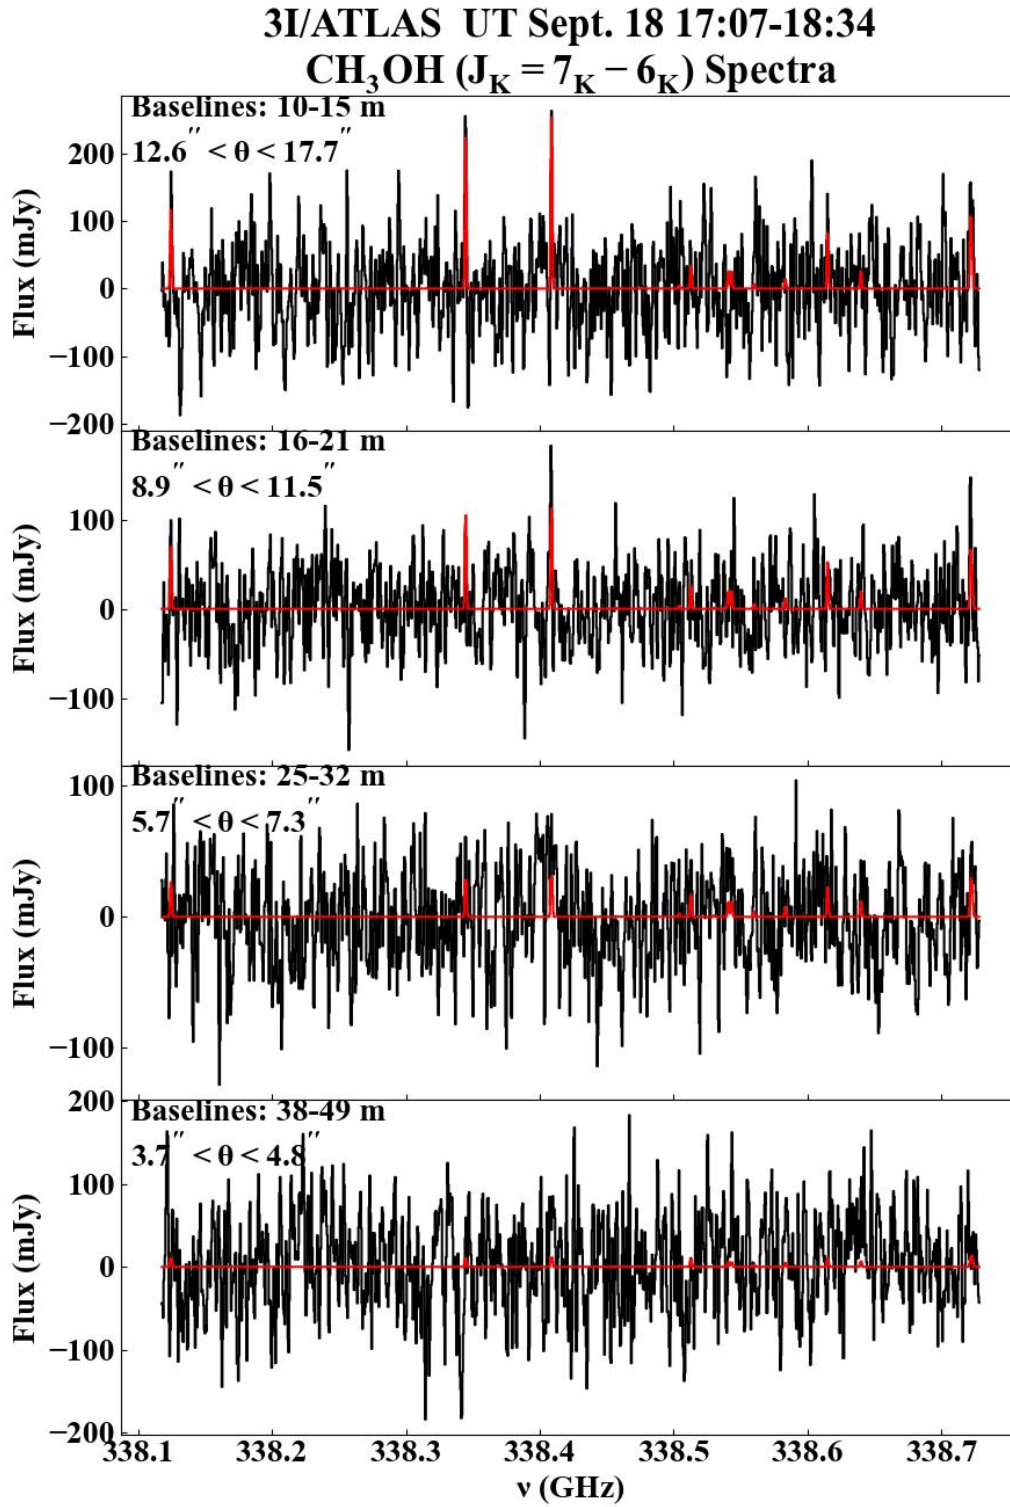 3I/ATLAS UT Sept. 18 17:07-18:34
CH₃OH (J_K = 7_K − 6_K) Spectra
Baselines: 10-15 m
12.6″ < θ < 17.7″
200
100
0
−100
−200
Flux (mJy)
Baselines: 16-21 m
8.9″ < θ < 11.5″
100
0
−100
Flux (mJy)
Baselines: 25-32 m
5.7″ < θ < 7.3″
100
0
−100
Flux (mJy)
Baselines: 38-49 m
3.7″ < θ < 4.8″
200
100
0
−100
−200
Flux (mJy)
338.1 338.2 338.3 338.4 338.5 338.6 338.7
ν (GHz)